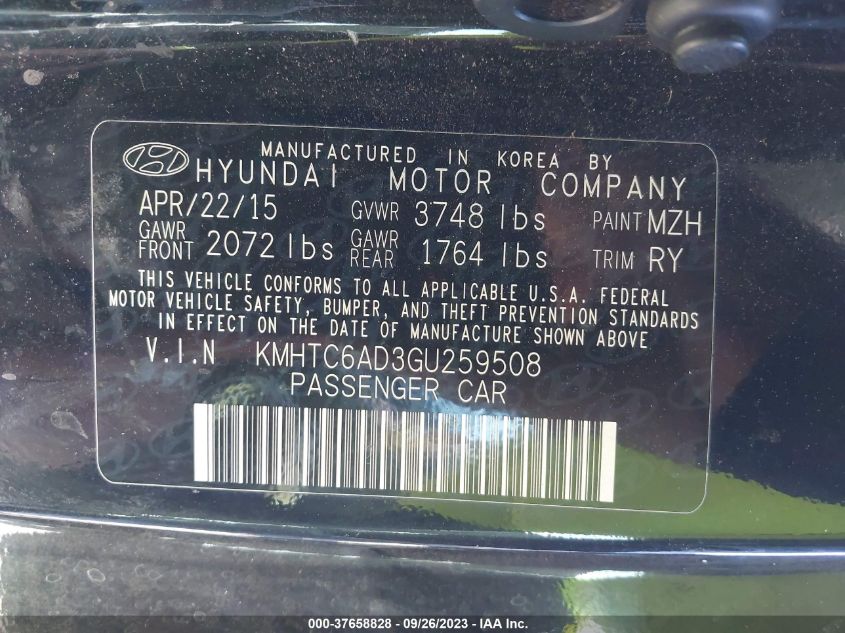 MANUFACTURED IN KOREA BY
HYUNDAI MOTOR COMPANY
APR/22/15 GVWR 3748 lbs PAINT MZH
GAWR FRONT 2072 lbs GAWR REAR 1764 lbs TRIM RY
THIS VEHICLE CONFORMS TO ALL APPLICABLE U.S.A. FEDERAL
MOTOR VEHICLE SAFETY, BUMPER, AND THEFT PREVENTION STANDARDS
IN EFFECT ON THE DATE OF MANUFACTURE SHOWN ABOVE
V.I.N KMHTC6AD3GU259508
PASSENGER CAR
000-37658828 - 09/26/2023 - IAA Inc.